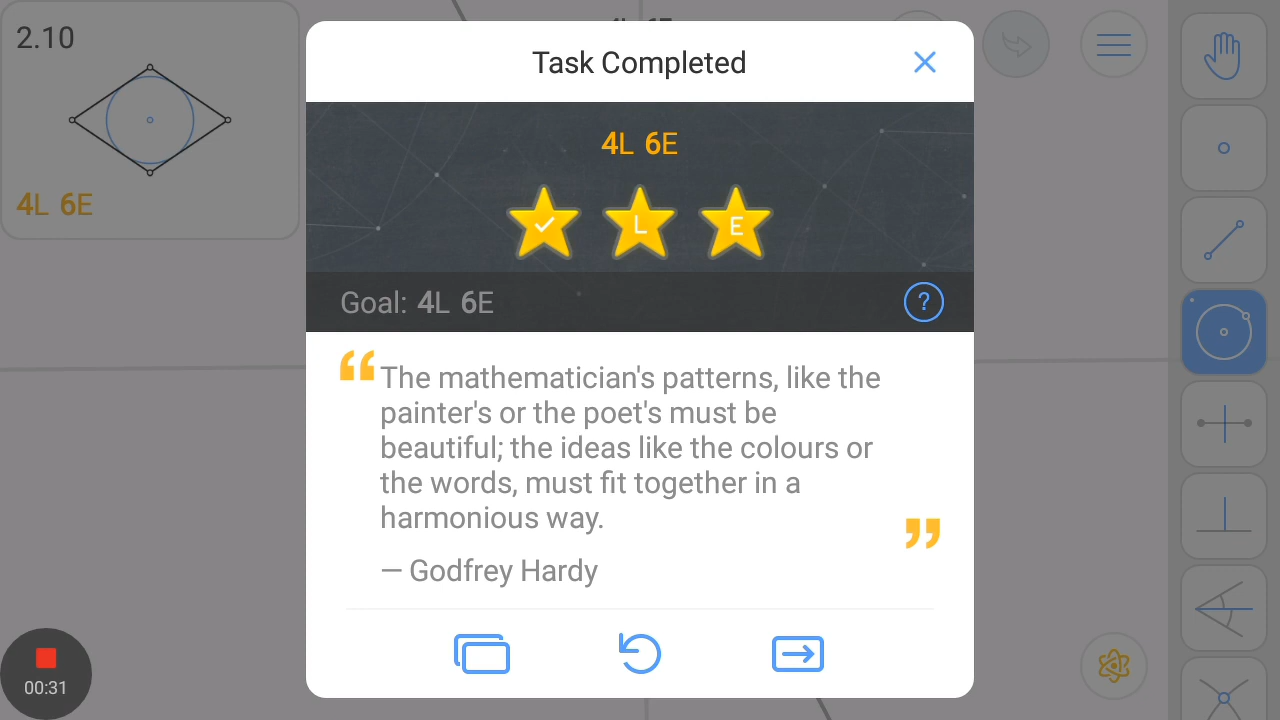 2.10
4L 6E
Task Completed
4L 6E
L
E
Goal: 4L 6E
?
“The mathematician's patterns, like the
painter's or the poet's must be
beautiful; the ideas like the colours or
the words, must fit together in a
harmonious way.”
— Godfrey Hardy
00:31